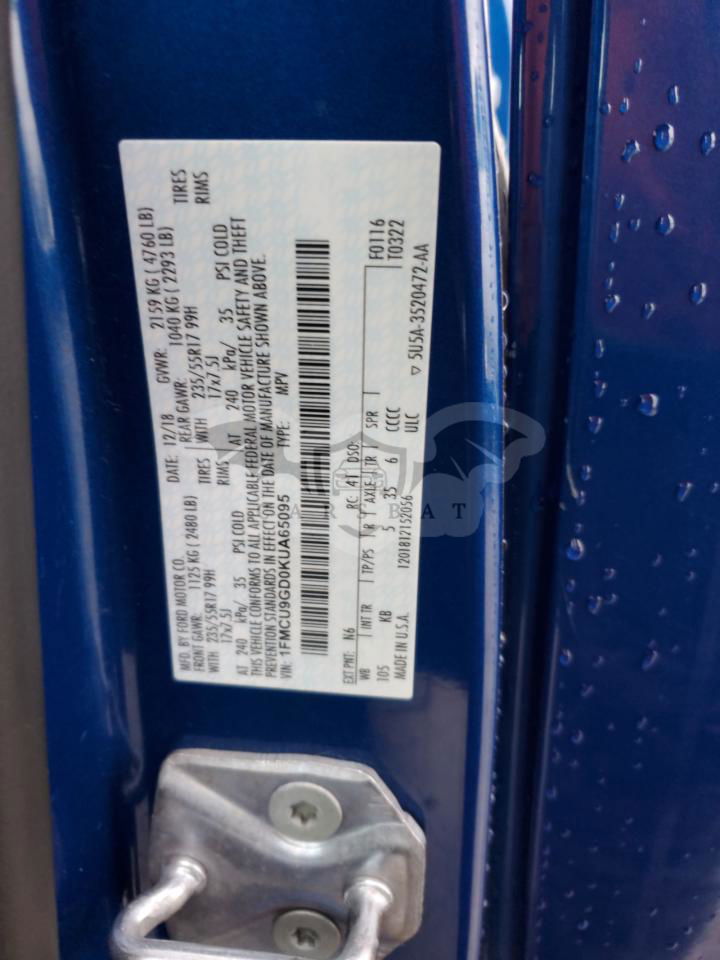 MFD. BY FORD MOTOR CO. DATE: 12/18 GVWR: 2159 KG ( 4760 LB)
FRONT GAWR: 1125 KG ( 2480 LB) REAR GAWR: 1040 KG ( 2293 LB)
WITH 235/55R17 99H TIRES WITH 235/55R17 99H TIRES
17x7.5J RIMS 17x7.5J RIMS
AT 240 kPa/ 35 PSI COLD AT 240 kPa/ 35 PSI COLD
THIS VEHICLE CONFORMS TO ALL APPLICABLE FEDERAL MOTOR VEHICLE SAFETY AND THEFT
PREVENTION STANDARDS IN EFFECT ON THE DATE OF MANUFACTURE SHOWN ABOVE.
VIN: 1FMCU9GD0KUA65095 TYPE: MPV
EXT PNT: N6 RC: 41 DSO: F0116
WB INT TR TP/PS R AXLE TR SPR T0322
105 KB 5 35 6 CCCC
MADE IN U.S.A. 1201812152056 ULC ▽ 5U5A-3520472-AA